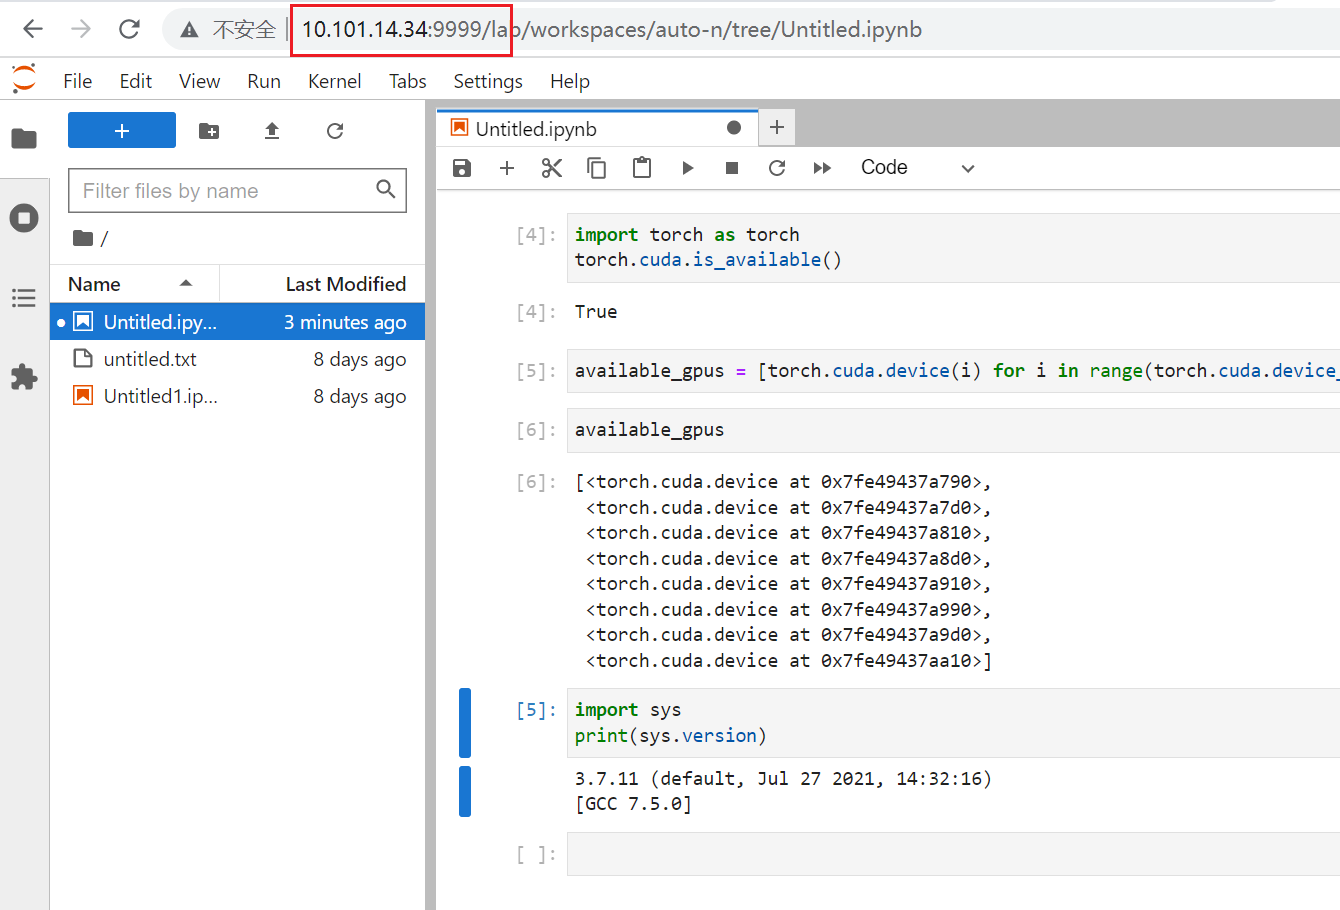 不安全 10.101.14.34:9999/lab/workspaces/auto-n/tree/Untitled.ipynb
File Edit View Run Kernel Tabs Settings Help
Filter files by name
/
Name Last Modified
Untitled.ipy... 3 minutes ago
untitled.txt 8 days ago
Untitled1.ip... 8 days ago
Untitled.ipynb
Code
[4]: import torch as torch
torch.cuda.is_available()
[4]: True
[5]: available_gpus = [torch.cuda.device(i) for i in range(torch.cuda.device_
[6]: available_gpus
[6]: [<torch.cuda.device at 0x7fe49437a790>,
<torch.cuda.device at 0x7fe49437a7d0>,
<torch.cuda.device at 0x7fe49437a810>,
<torch.cuda.device at 0x7fe49437a8d0>,
<torch.cuda.device at 0x7fe49437a910>,
<torch.cuda.device at 0x7fe49437a990>,
<torch.cuda.device at 0x7fe49437a9d0>,
<torch.cuda.device at 0x7fe49437aa10>]
[5]: import sys
print(sys.version)
3.7.11 (default, Jul 27 2021, 14:32:16)
[GCC 7.5.0]
[ ]: